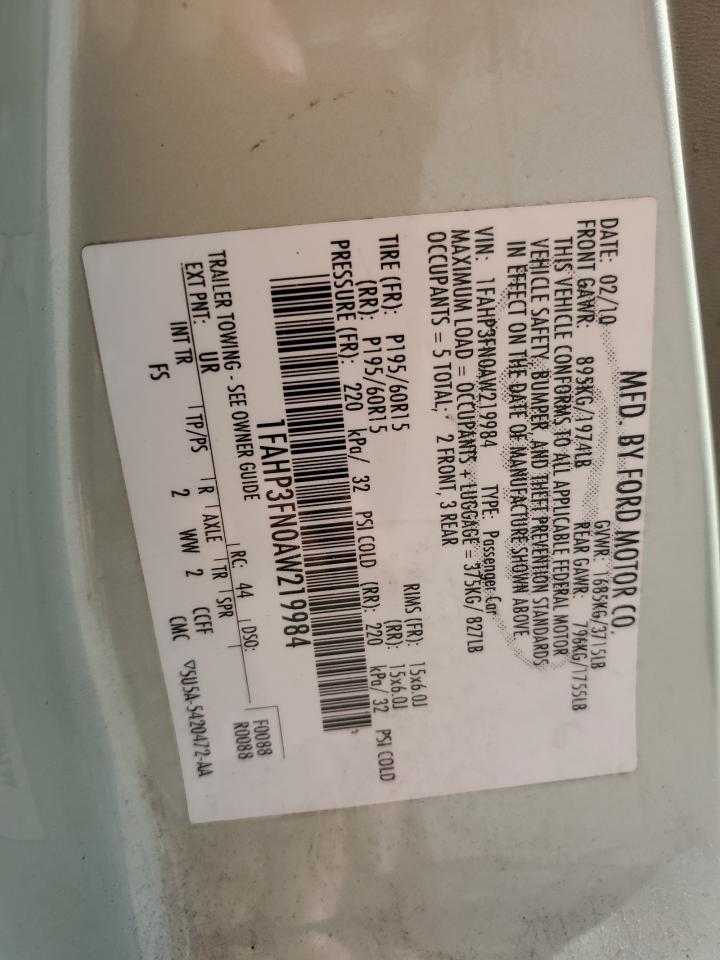 MFD. BY FORD MOTOR CO.
DATE: 02/10 GVWR: 1685KG/3715LB
FRONT GAWR: 895KG/1974LB REAR GAWR: 796KG/1755LB
THIS VEHICLE CONFORMS TO ALL APPLICABLE FEDERAL MOTOR
VEHICLE SAFETY, BUMPER, AND THEFT PREVENTION STANDARDS
IN EFFECT ON THE DATE OF MANUFACTURE SHOWN ABOVE.
VIN: 1FAHP3FN0AW219984 TYPE: Passenger Car
MAXIMUM LOAD = OCCUPANTS + LUGGAGE = 375KG/ 827LB
OCCUPANTS = 5 TOTAL; 2 FRONT, 3 REAR
TIRE (FR): P195/60R15 RIMS (FR): 15x6.0J
(RR): P195/60R15 (RR): 15x6.0J
PRESSURE (FR): 220 kPa/ 32 PSI COLD (RR): 220 kPa/ 32 PSI COLD
1FAHP3FN0AW219984
F0088
R0088
TRAILER TOWING - SEE OWNER GUIDE
RC: 44 DSO:
EXT PNT: UR
INT TR TP/PS R AXLE TR SPR
FS 2 WW 2 CCFF
CMC ▽5U5A-5420472-AA